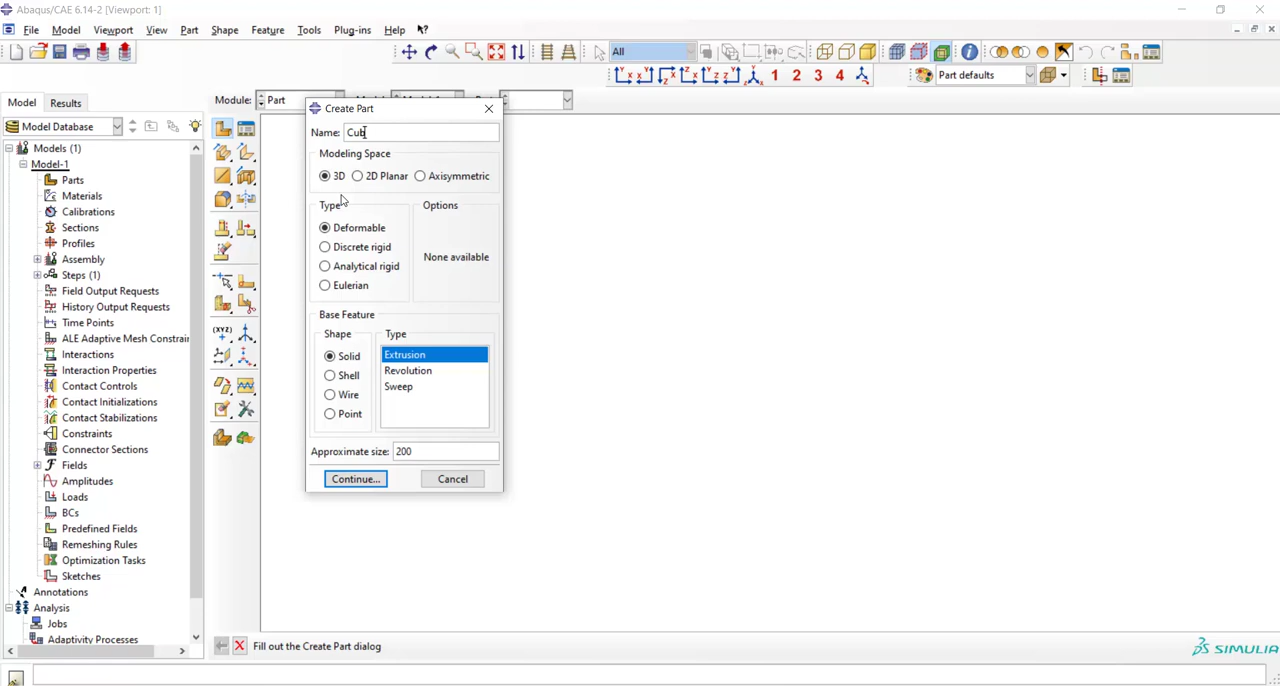 Abaqus/CAE 6.14-2 [Viewport: 1]
File Model Viewport View Part Shape Feature Tools Plug-ins Help
All
Part defaults
1 2 3 4
Model Results
Module: Part
Model Database
Models (1)
Model-1
Parts
Materials
Calibrations
Sections
Profiles
Assembly
Steps (1)
Field Output Requests
History Output Requests
Time Points
ALE Adaptive Mesh Constrai
Interactions
Interaction Properties
Contact Controls
Contact Initializations
Contact Stabilizations
Constraints
Connector Sections
Fields
Amplitudes
Loads
BCs
Predefined Fields
Remeshing Rules
Optimization Tasks
Sketches
Annotations
Analysis
Jobs
Adaptivity Processes
(XYZ)
Create Part
Name: Cub
Modeling Space
3D 2D Planar Axisymmetric
Type Options
Deformable
Discrete rigid
None available
Analytical rigid
Eulerian
Base Feature
Shape Type
Solid Extrusion
Shell Revolution
Wire Sweep
Point
Approximate size: 200
Continue... Cancel
Fill out the Create Part dialog
SIMULIA